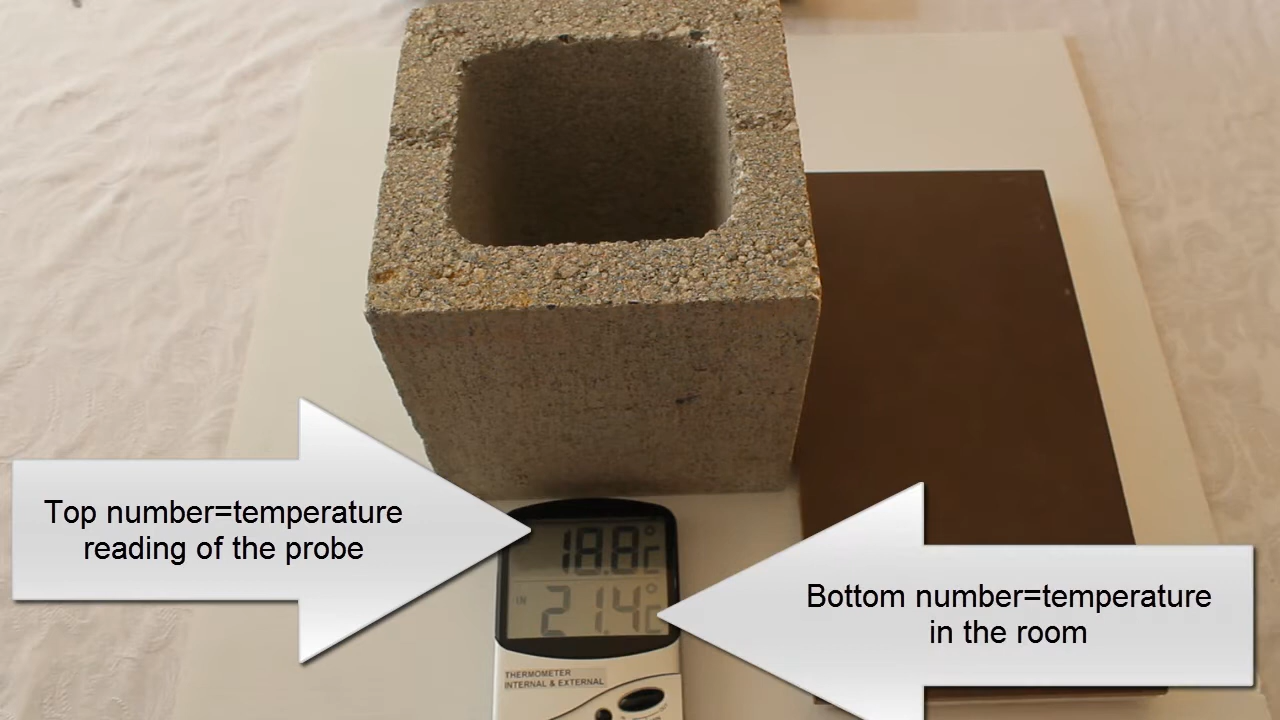 Top number=temperature
reading of the probe
18.8°C
IN
21.4°C
Bottom number=temperature
in the room
THERMOMETER
INTERNAL & EXTERNAL